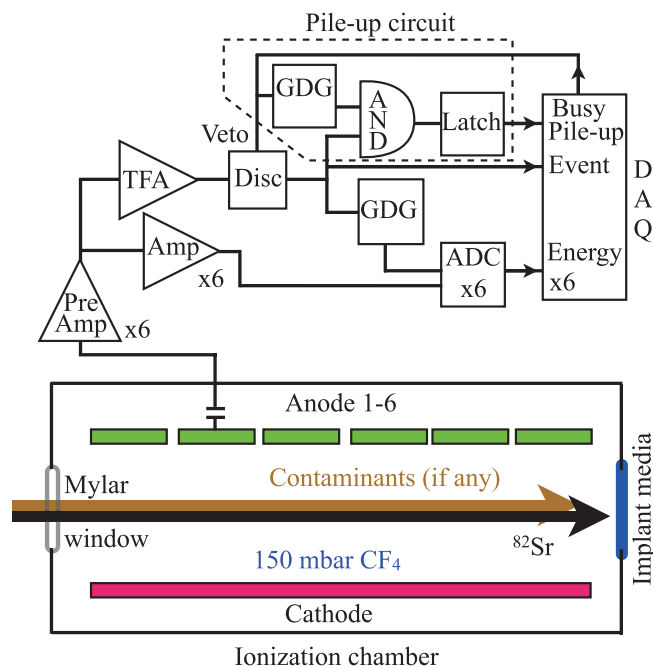 Pile-up circuit
GDG
AND
Latch
Busy
Pile-up
Event
Energy
x6
DAQ
Veto
TFA
Disc
GDG
Amp
x6
ADC
x6
Pre
Amp
x6
Anode 1-6
Mylar
window
Contaminants (if any)
⁸²Sr
150 mbar CF₄
Cathode
Implant media
Ionization chamber